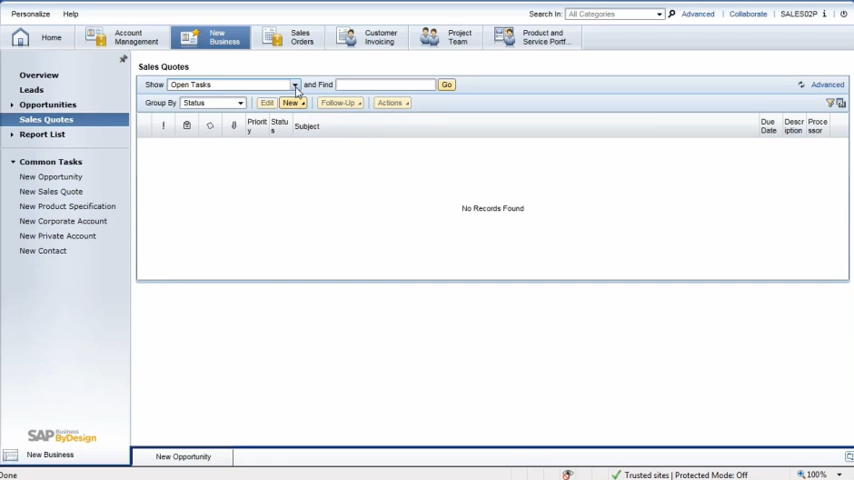 Personalize Help Search In: All Categories Advanced Collaborate SALES02P
Home Account Management New Business Sales Orders Customer Invoicing Project Team Product and Service Portf...
Sales Quotes
Overview
Leads
Opportunities
Sales Quotes
Report List
Common Tasks
New Opportunity
New Sales Quote
New Product Specification
New Corporate Account
New Private Account
New Contact
Show Open Tasks and Find Go Advanced
Group By Status Edit New Follow-Up Actions
! Priorit Statu Subject Due Descr Proce
y s Date iption ssor
No Records Found
SAP Business ByDesign
New Business New Opportunity
Done Trusted sites | Protected Mode: Off 100%